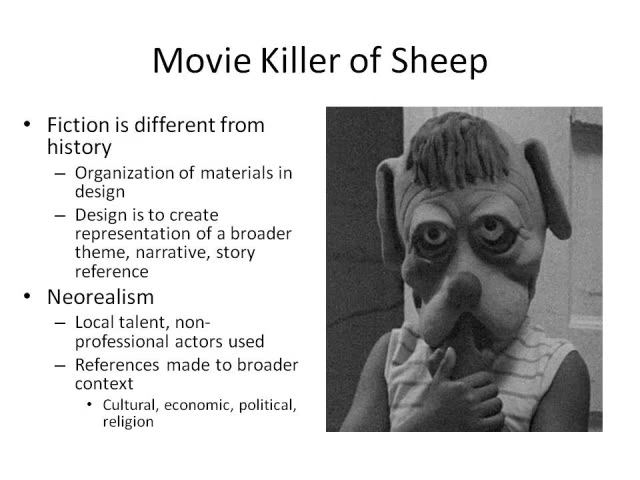 Movie Killer of Sheep
• Fiction is different from
history
– Organization of materials in
design
– Design is to create
representation of a broader
theme, narrative, story
reference
• Neorealism
– Local talent, non-
professional actors used
– References made to broader
context
• Cultural, economic, political,
religion